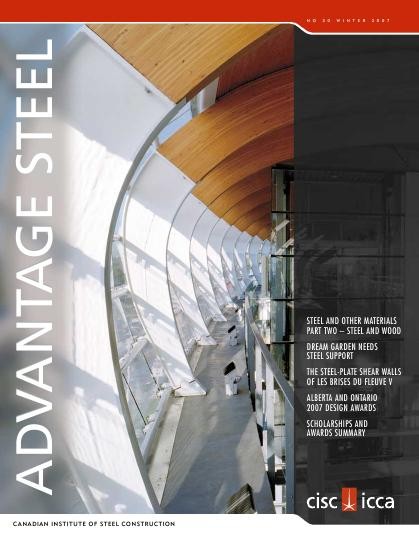 NO 30 WINTER 2007
ADVANTAGE STEEL
STEEL AND OTHER MATERIALS
PART TWO – STEEL AND WOOD
DREAM GARDEN NEEDS
STEEL SUPPORT
THE STEEL-PLATE SHEAR WALLS
OF LES BRISES DU FLEUVE V
ALBERTA AND ONTARIO
2007 DESIGN AWARDS
SCHOLARSHIPS AND
AWARDS SUMMARY
cisc icca
CANADIAN INSTITUTE OF STEEL CONSTRUCTION